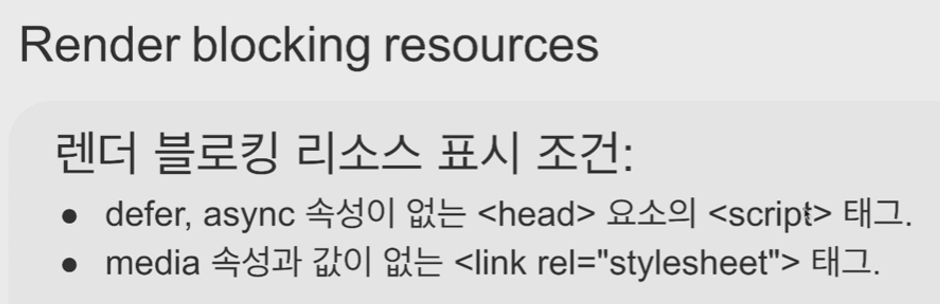 Render blocking resources
렌더 블로킹 리소스 표시 조건:
● defer, async 속성이 없는 <head> 요소의 <script> 태그.
● media 속성과 값이 없는 <link rel="stylesheet"> 태그.